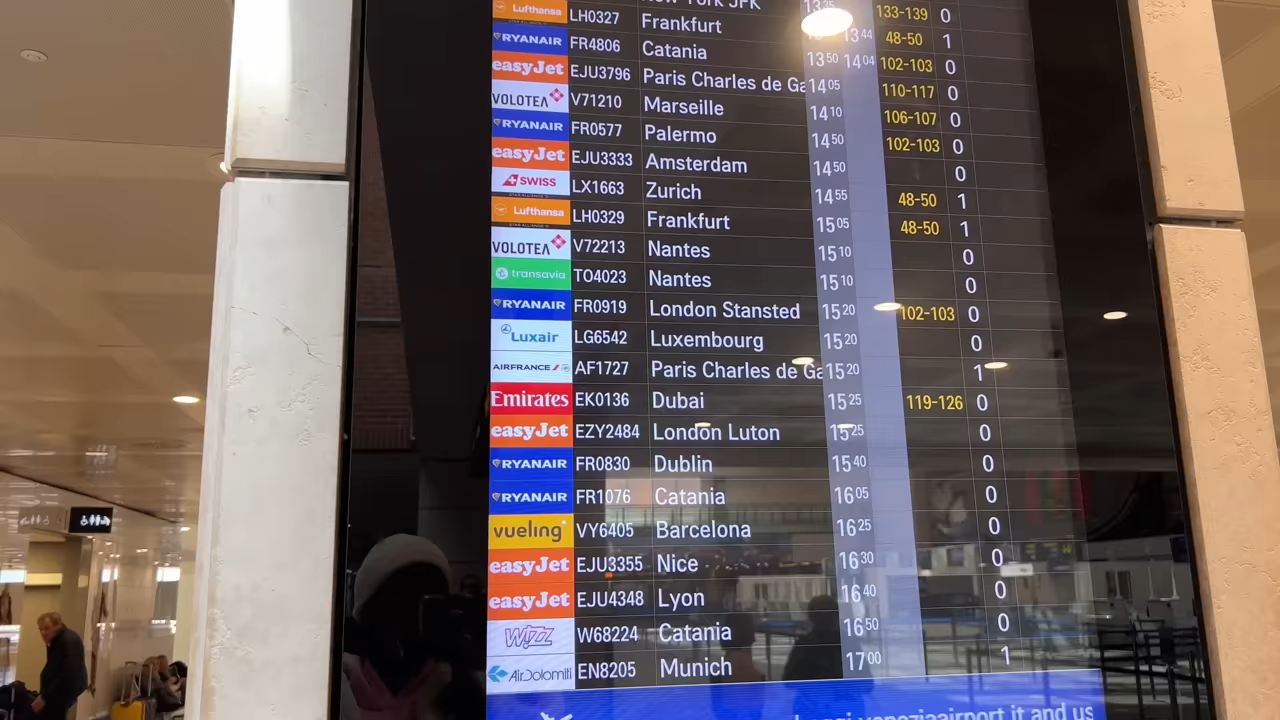 York JFK 13 35 133-139 0
Lufthansa LH0327 Frankfurt 13 44 48-50 1
RYANAIR FR4806 Catania 13 50 14 04 102-103 0
easyJet EJU3796 Paris Charles de Ga 14 05 110-117 0
VOLOTEA V71210 Marseille 14 10 106-107 0
RYANAIR FR0577 Palermo 14 50 102-103 0
easyJet EJU3333 Amsterdam 14 50 0
SWISS LX1663 Zurich 14 55 48-50 1
Lufthansa LH0329 Frankfurt 15 05 48-50 1
VOLOTEA V72213 Nantes 15 10 0
transavia TO4023 Nantes 15 10 0
RYANAIR FR0919 London Stansted 15 20 102-103 0
Luxair LG6542 Luxembourg 15 20 0
AIRFRANCE AF1727 Paris Charles de Ga 15 20 1
Emirates EK0136 Dubai 15 25 119-126 0
easyJet EZY2484 London Luton 15 25 0
RYANAIR FR0830 Dublin 15 40 0
RYANAIR FR1076 Catania 16 05 0
vueling VY6405 Barcelona 16 25 0
easyJet EJU3355 Nice 16 30 0
easyJet EJU4348 Lyon 16 40 0
WIZZ W68224 Catania 16 50 0
AirDolomiti EN8205 Munich 17 00 1
veneziaairport.it and us